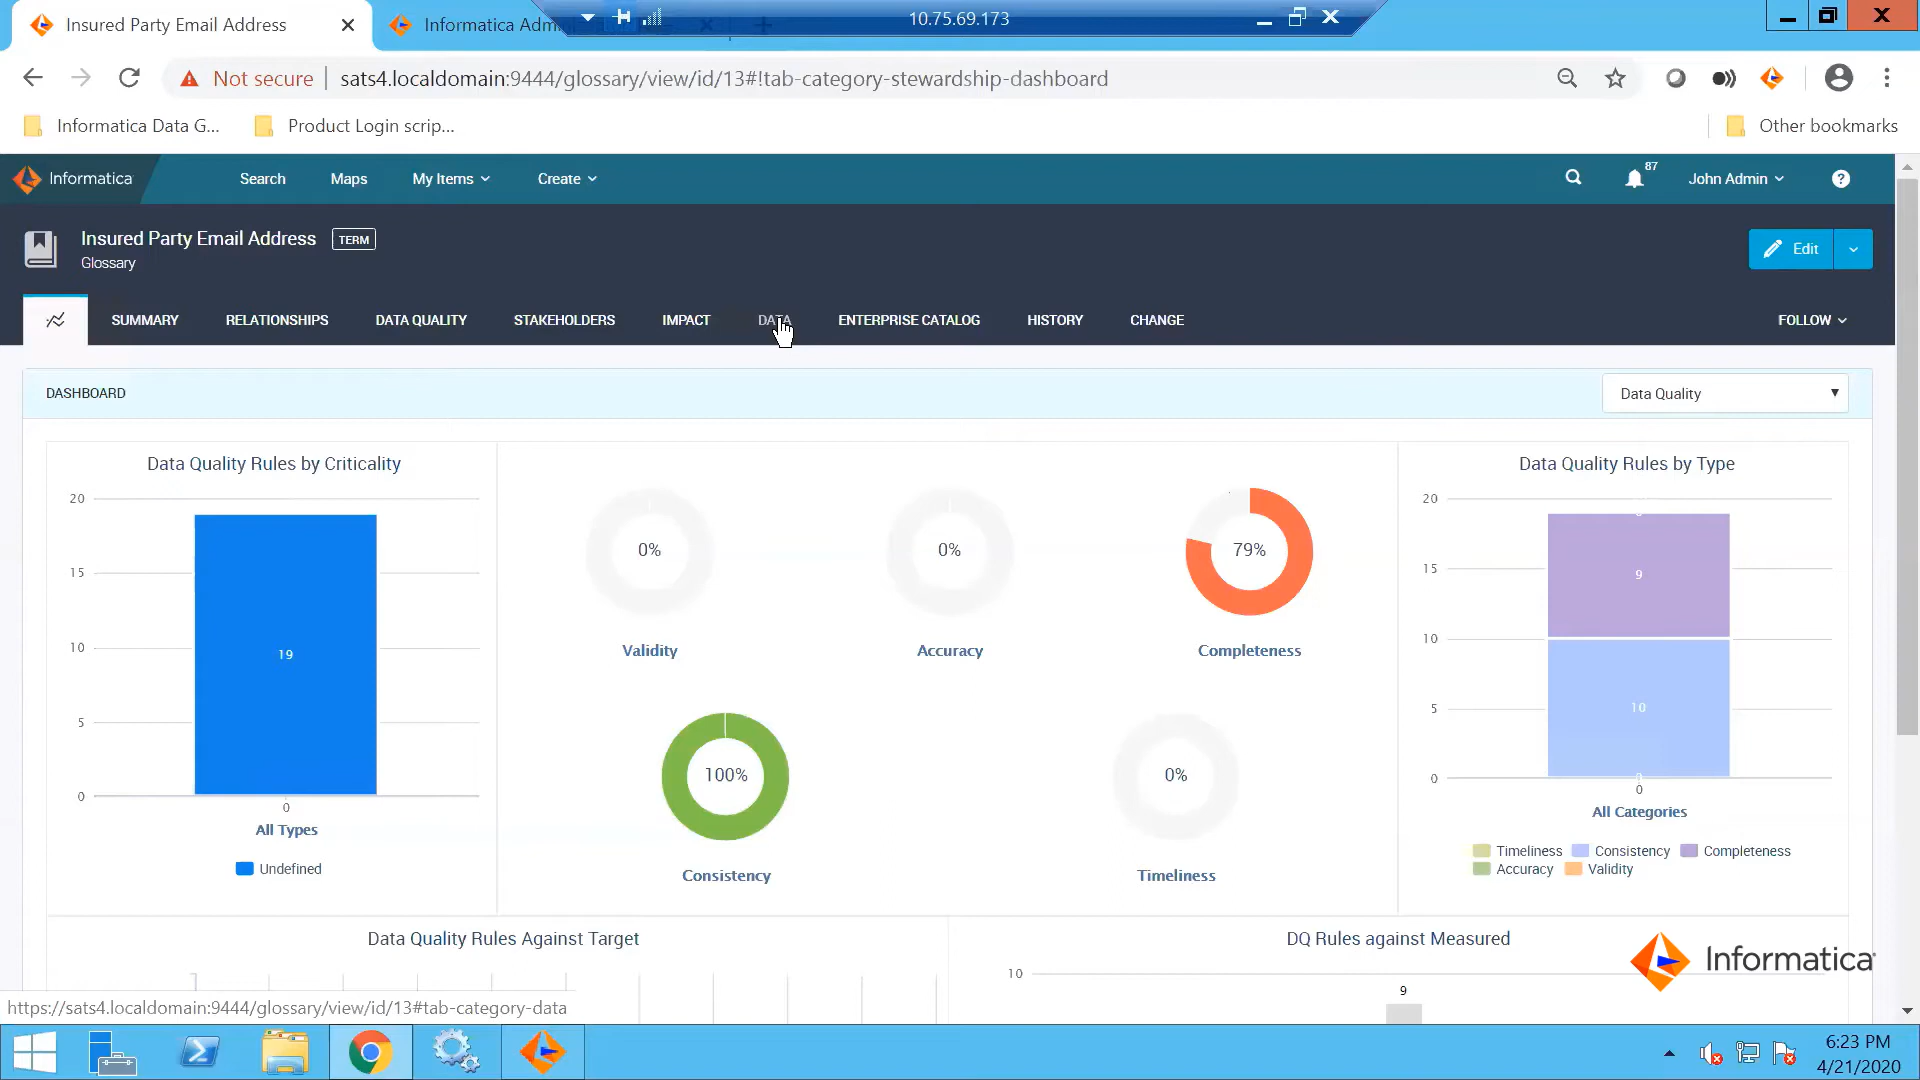 Insured Party Email Address
10.75.69.173
Not secure
sats4.localdomain:9444/glossary/view/id/13#!tab-category-stewardship-dashboard
Informatica Data G...
Product Login scrip...
Other bookmarks
Informatica
Search
Maps
My Items
Create
87
John Admin
?
Insured Party Email Address
TERM
Glossary
Edit
SUMMARY
RELATIONSHIPS
DATA QUALITY
STAKEHOLDERS
IMPACT
DATA
ENTERPRISE CATALOG
HISTORY
CHANGE
FOLLOW
DASHBOARD
Data Quality
Data Quality Rules by Criticality
20
15
10
5
0
19
0
All Types
Undefined
0%
Validity
0%
Accuracy
79%
Completeness
100%
Consistency
0%
Timeliness
Data Quality Rules by Type
20
15
10
5
0
9
10
0
All Categories
Timeliness
Consistency
Completeness
Accuracy
Validity
Data Quality Rules Against Target
DQ Rules against Measured
10
9
Informatica
https://sats4.localdomain:9444/glossary/view/id/13#tab-category-data
6:23 PM
4/21/2020